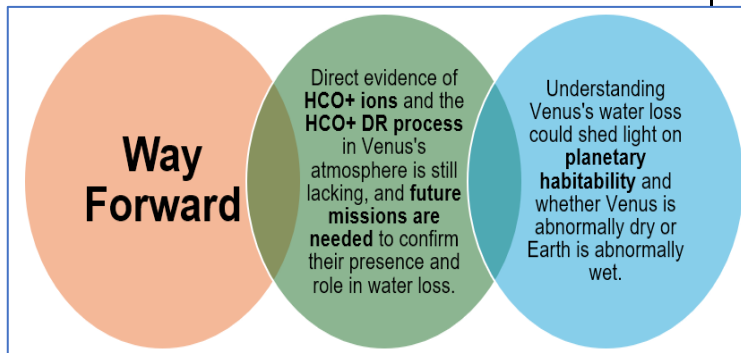 Way
Forward
Direct evidence of
HCO+ ions and the
HCO+ DR process
in Venus's
atmosphere is still
lacking, and future
missions are
needed to confirm
their presence and
role in water loss.
Understanding
Venus's water loss
could shed light on
planetary
habitability and
whether Venus is
abnormally dry or
Earth is abnormally
wet.